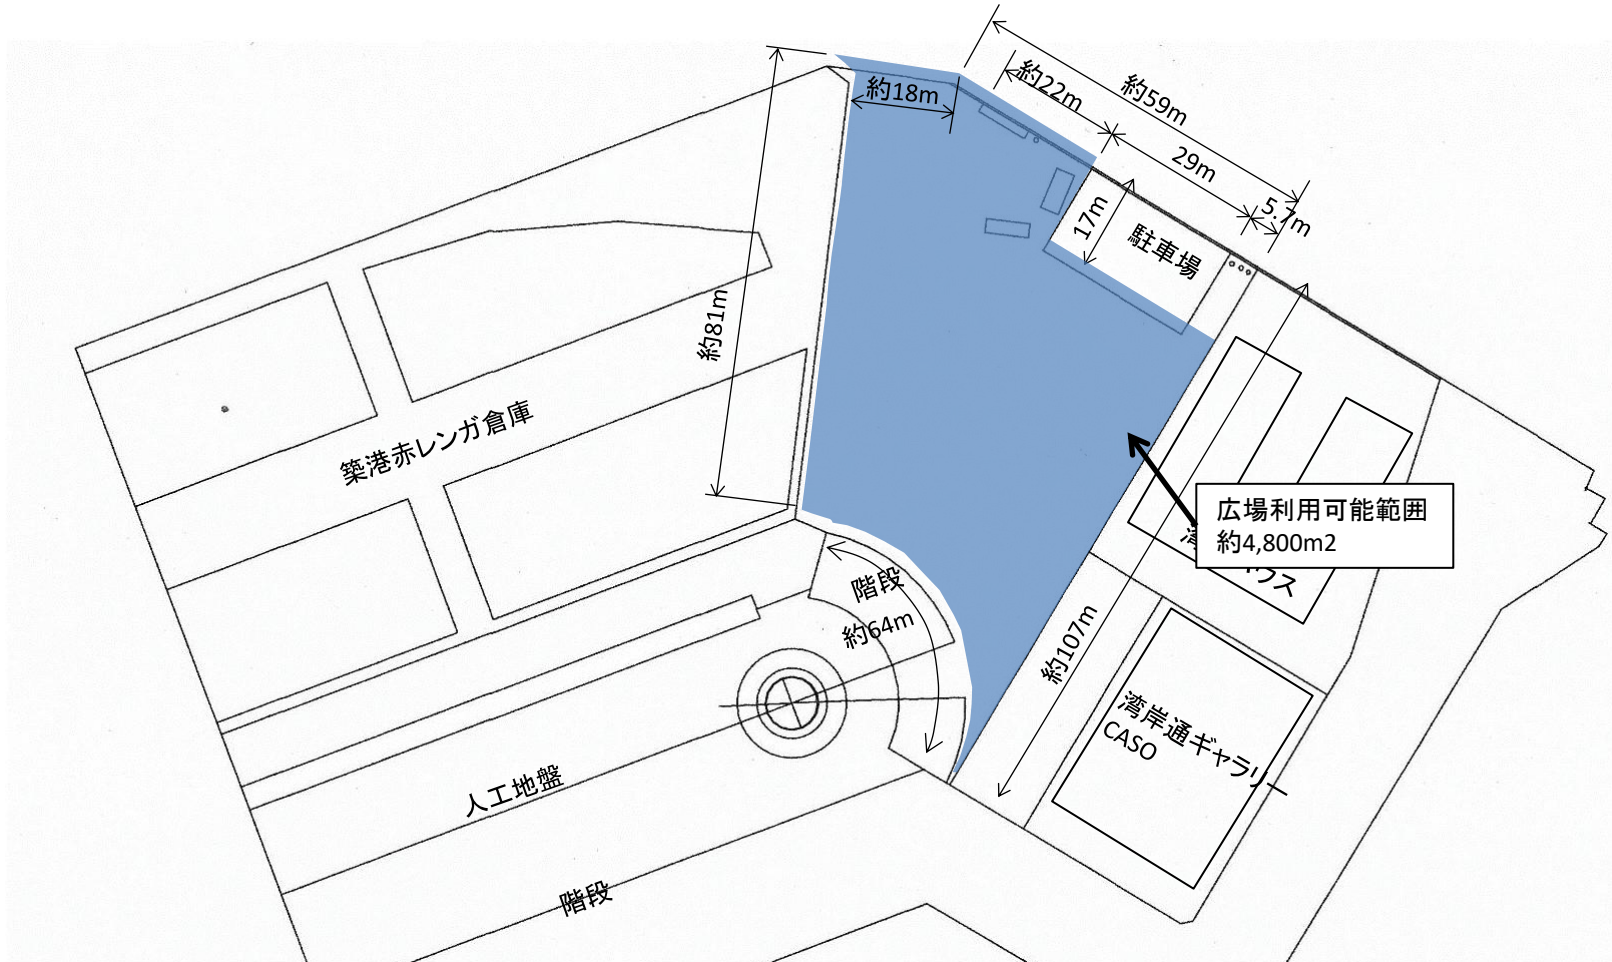 約18m
約22m
約59m
29m
5.7m
17m
駐車場
約81m
築港赤レンガ倉庫
広場利用可能範囲
約4,800m2
ハウス
階段
約64m
約107m
湾岸通ギャラリー
CASO
人工地盤
階段